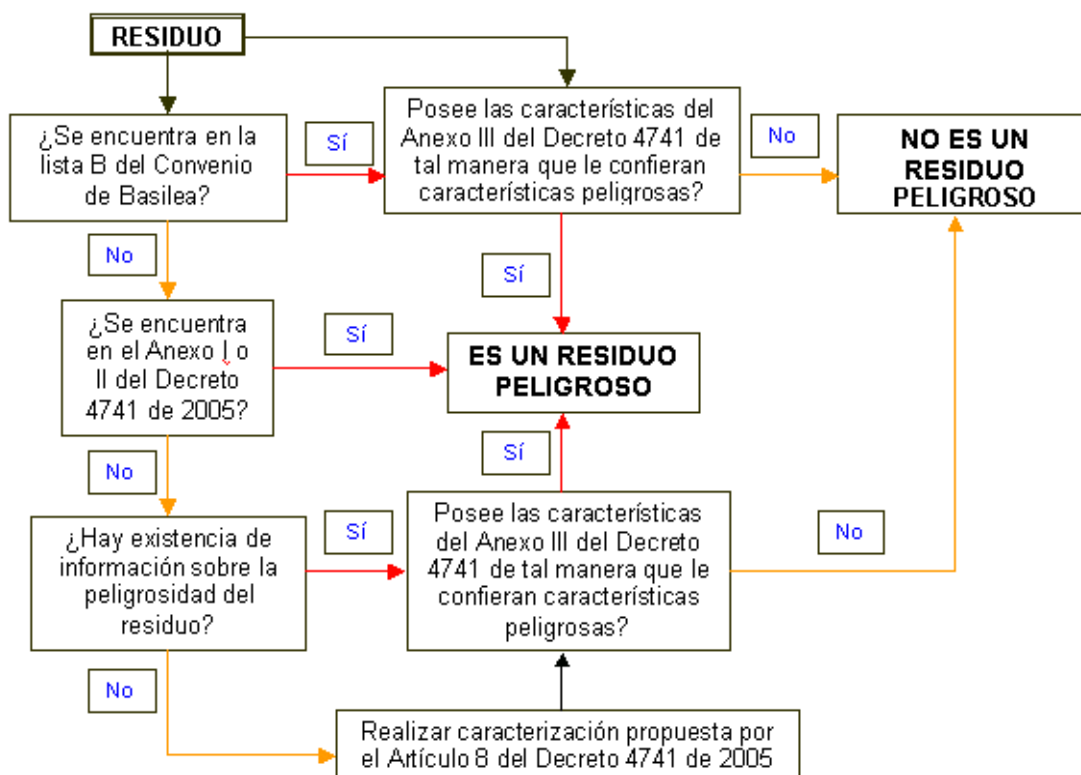 RESIDUO
¿Se encuentra en la
lista B del Convenio
de Basilea?
Sí
Posee las características del
Anexo III del Decreto 4741 de
tal manera que le confieran
características peligrosas?
No
NO ES UN
RESIDUO
PELIGROSO
No
Sí
¿Se encuentra
en el Anexo I o
II del Decreto
4741 de 2005?
Sí
ES UN RESIDUO
PELIGROSO
No
Sí
¿Hay existencia de
información sobre la
peligrosidad del
residuo?
Sí
Posee las características
del Anexo III del Decreto
4741 de tal manera que le
confieran características
peligrosas?
No
No
Realizar caracterización propuesta por
el Artículo 8 del Decreto 4741 de 2005